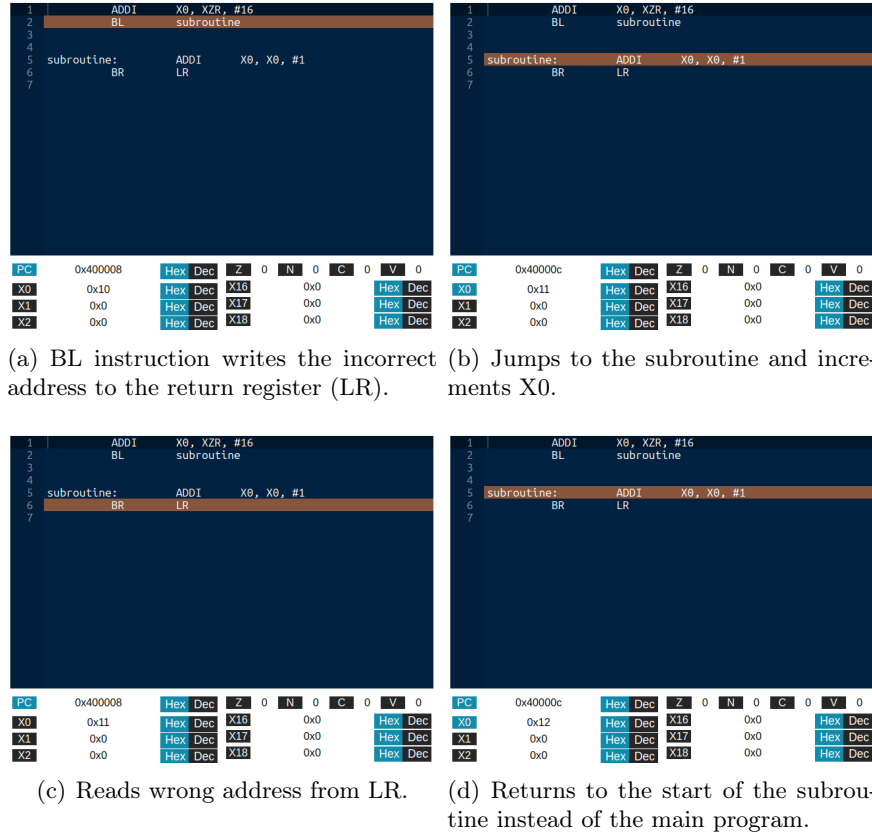 1 ADDI X0, XZR, #16
2 BL subroutine
3
4
5 subroutine: ADDI X0, X0, #1
6 BR LR
7
PC 0x400008 Hex Dec Z 0 N 0 C 0 V 0
X0 0x10 Hex Dec X16 0x0 Hex Dec
X1 0x0 Hex Dec X17 0x0 Hex Dec
X2 0x0 Hex Dec X18 0x0 Hex Dec
(a) BL instruction writes the incorrect
address to the return register (LR).
1 ADDI X0, XZR, #16
2 BL subroutine
3
4
5 subroutine: ADDI X0, X0, #1
6 BR LR
7
PC 0x40000c Hex Dec Z 0 N 0 C 0 V 0
X0 0x11 Hex Dec X16 0x0 Hex Dec
X1 0x0 Hex Dec X17 0x0 Hex Dec
X2 0x0 Hex Dec X18 0x0 Hex Dec
(b) Jumps to the subroutine and incre-
ments X0.
1 ADDI X0, XZR, #16
2 BL subroutine
3
4
5 subroutine: ADDI X0, X0, #1
6 BR LR
7
PC 0x400008 Hex Dec Z 0 N 0 C 0 V 0
X0 0x11 Hex Dec X16 0x0 Hex Dec
X1 0x0 Hex Dec X17 0x0 Hex Dec
X2 0x0 Hex Dec X18 0x0 Hex Dec
(c) Reads wrong address from LR.
1 ADDI X0, XZR, #16
2 BL subroutine
3
4
5 subroutine: ADDI X0, X0, #1
6 BR LR
7
PC 0x40000c Hex Dec Z 0 N 0 C 0 V 0
X0 0x12 Hex Dec X16 0x0 Hex Dec
X1 0x0 Hex Dec X17 0x0 Hex Dec
X2 0x0 Hex Dec X18 0x0 Hex Dec
(d) Returns to the start of the subrou-
tine instead of the main program.